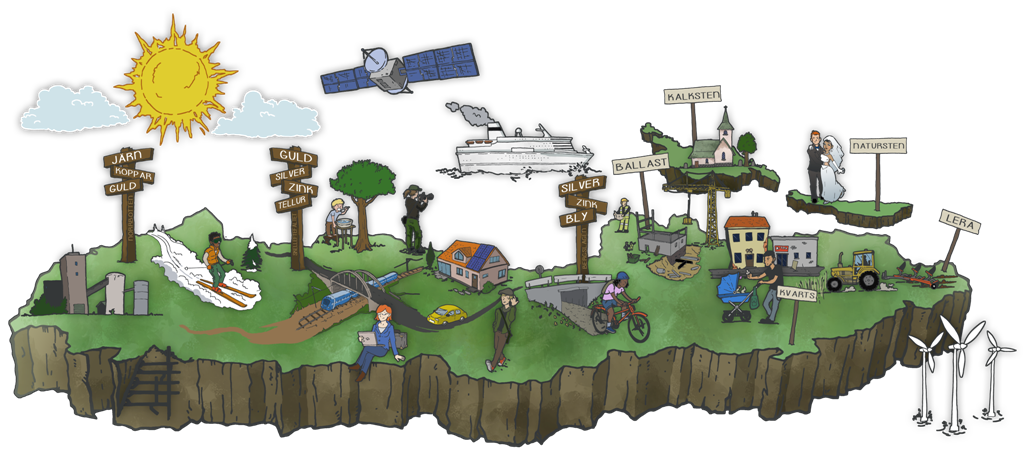 JÄRN
KOPPAR
GULD
GULD
SILVER
ZINK
TELLUR
SILVER
ZINK
BLY
BALLAST
KALKSTEN
NATURSTEN
LERA
KVARTS